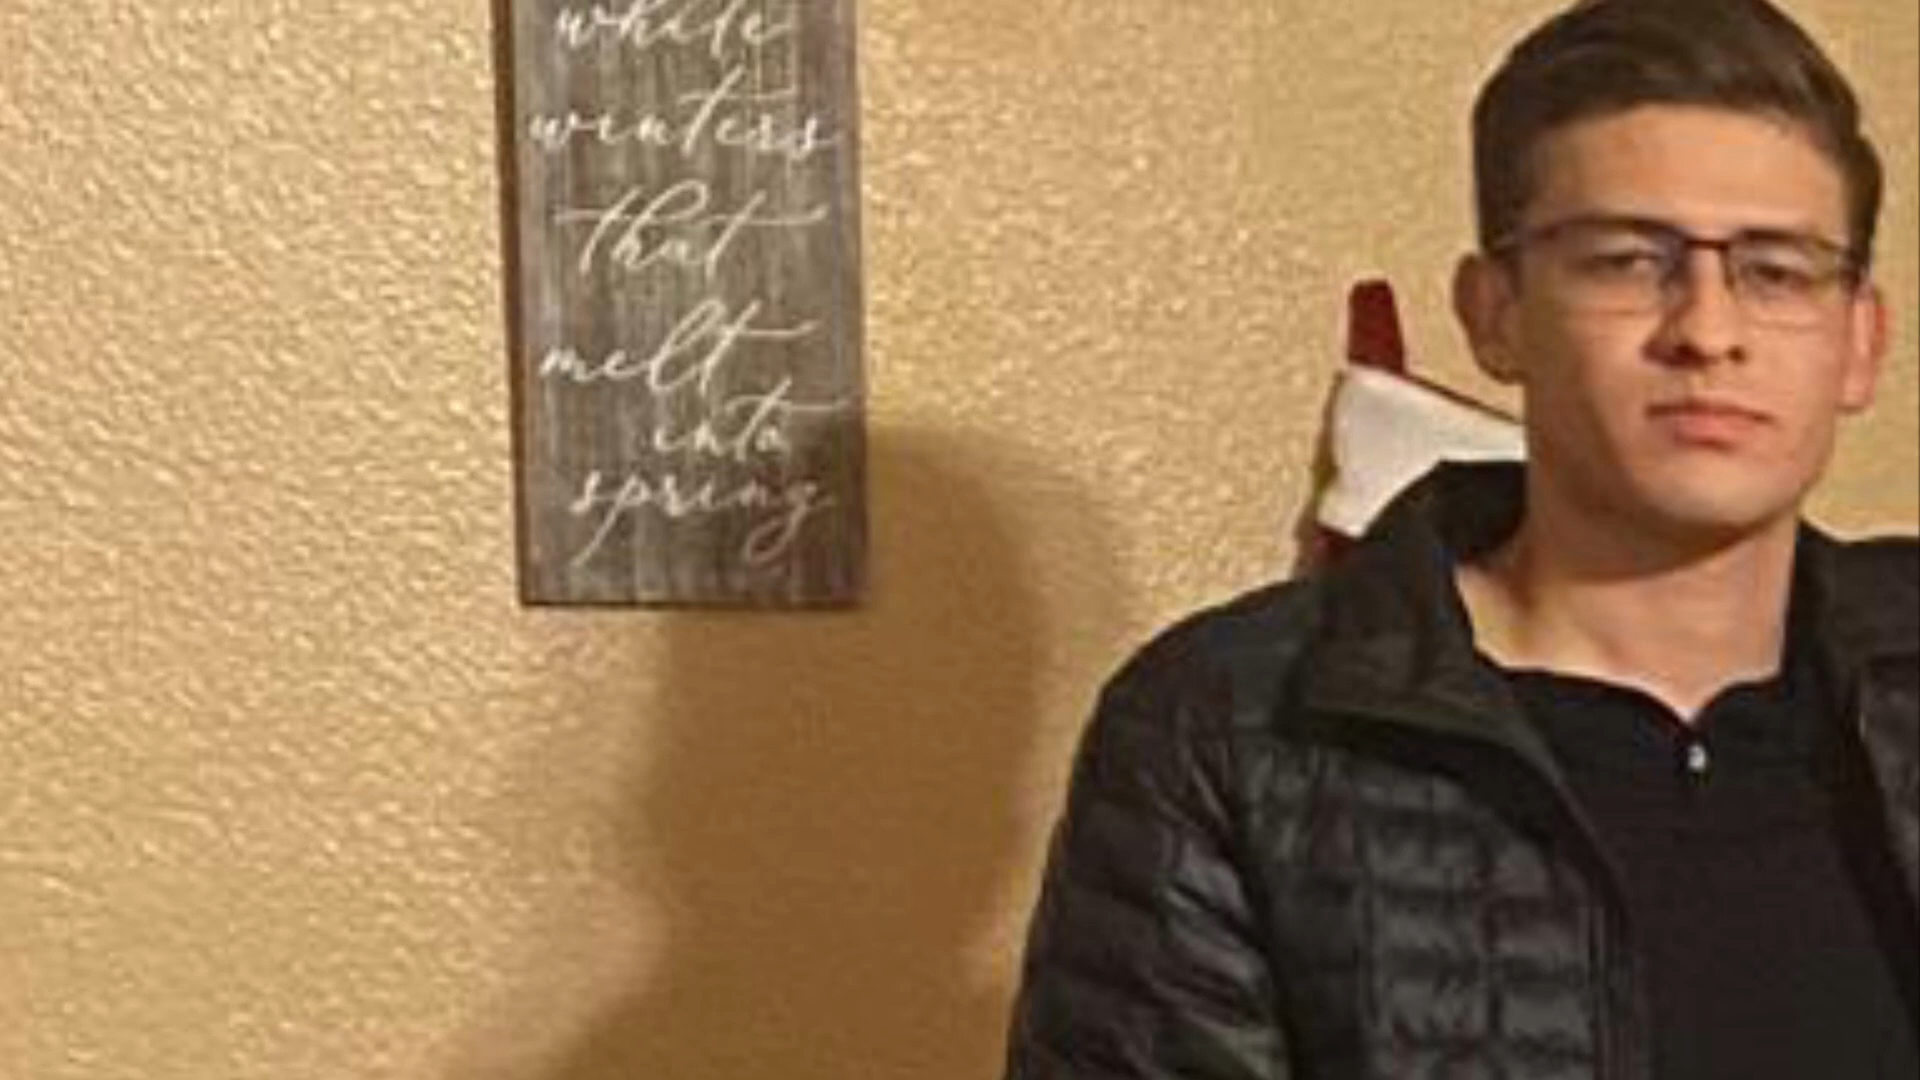 white
winters
that
melt
into
spring